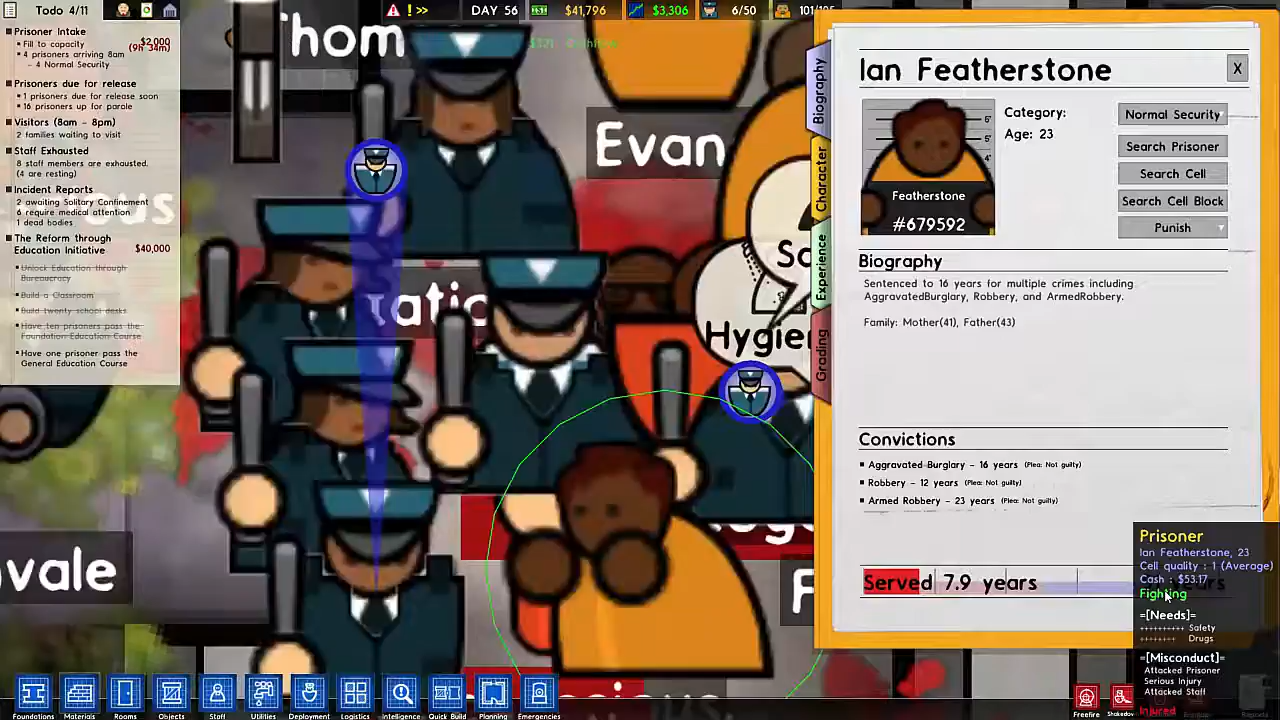 Todo 4/11
! >>
DAY 56
$41,796
$3,306
6/50
Prisoner Intake
$2,000
Fill to capacity
4 prisoners arriving 8am
- 4 Normal Security
Prisoners due for release
1 prisoners due for release soon
16 prisoners up for parole
Visitors (8am - 8pm)
2 families waiting to visit
Staff Exhausted
8 staff members are exhausted.
(4 are resting)
Incident Reports
2 awaiting Solitary Confinement
6 require medical attention
1 dead bodies
The Reform through
Education Initiative
$40,000
Unlock Education through
Bureaucracy
Build a Classroom
Build twenty school desks
Have ten prisoners pass the
Foundation Education Course
Have one prisoner pass the
General Education Course
Thom
Evan
Hygien
vale
Biography
Character
Experience
Grading
Ian Featherstone
X
Featherstone
#679592
6'
5'
4'
Category:
Age: 23
Normal Security
Search Prisoner
Search Cell
Search Cell Block
Punish
Biography
Sentenced to 16 years for multiple crimes including
AggravatedBurglary, Robbery, and ArmedRobbery.
Family: Mother(41), Father(43)
Convictions
Aggravated Burglary - 16 years (Plea: Not guilty)
Robbery - 12 years (Plea: Not guilty)
Armed Robbery - 23 years (Plea: Not guilty)
Served 7.9 years
Prisoner
Ian Featherstone, 23
Cell quality : 1 (Average)
Cash : $53.17
Fighting
=[Needs]=
++++++++++ Safety
++++++++ Drugs
=[Misconduct]=
Attacked Prisoner
Serious Injury
Attacked Staff
Injured
Foundations
Materials
Rooms
Objects
Staff
Utilities
Deployment
Logistics
Intelligence
Quick Build
Planning
Emergencies
Freefire
Shakedown